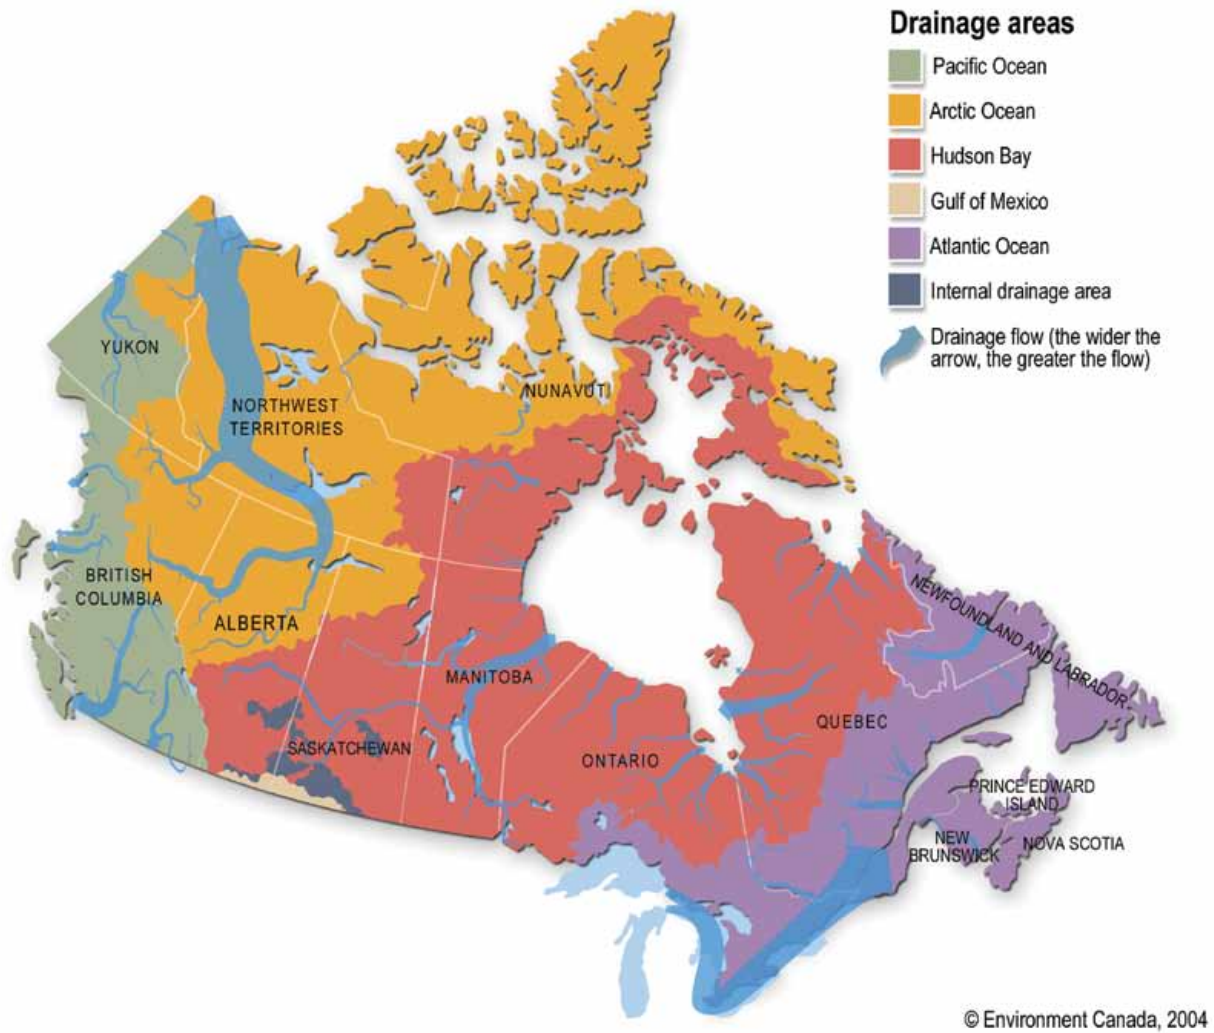 Drainage areas
Pacific Ocean
Arctic Ocean
Hudson Bay
Gulf of Mexico
Atlantic Ocean
Internal drainage area
Drainage flow (the wider the
arrow, the greater the flow)
YUKON
NORTHWEST
TERRITORIES
NUNAVUT
BRITISH
COLUMBIA
ALBERTA
SASKATCHEWAN
MANITOBA
ONTARIO
QUEBEC
NEWFOUNDLAND AND LABRADOR
PRINCE EDWARD
ISLAND
NEW
BRUNSWICK
NOVA SCOTIA
© Environment Canada, 2004